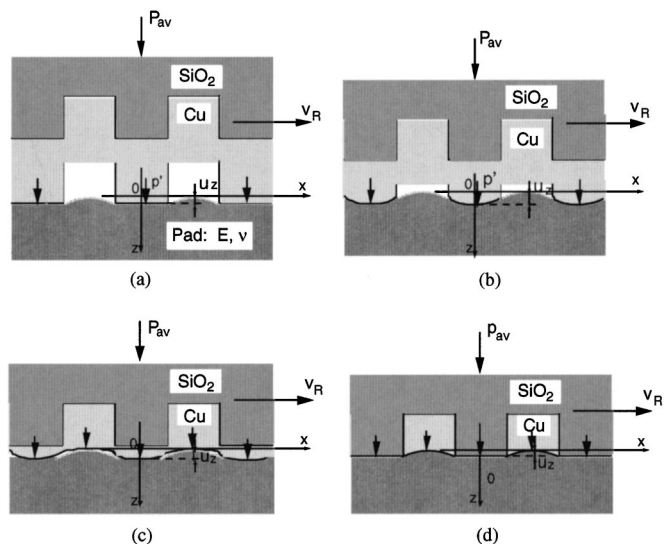 P_av
SiO₂
Cu
v_R
0
p'
u_z
x
z
Pad: E, ν
(a)
P_av
SiO₂
Cu
v_R
0
p'
u_z
x
z
(b)
P_av
SiO₂
Cu
v_R
0
x
u_z
z
(c)
p_av
SiO₂
Cu
v_R
x
u_z
0
z
(d)